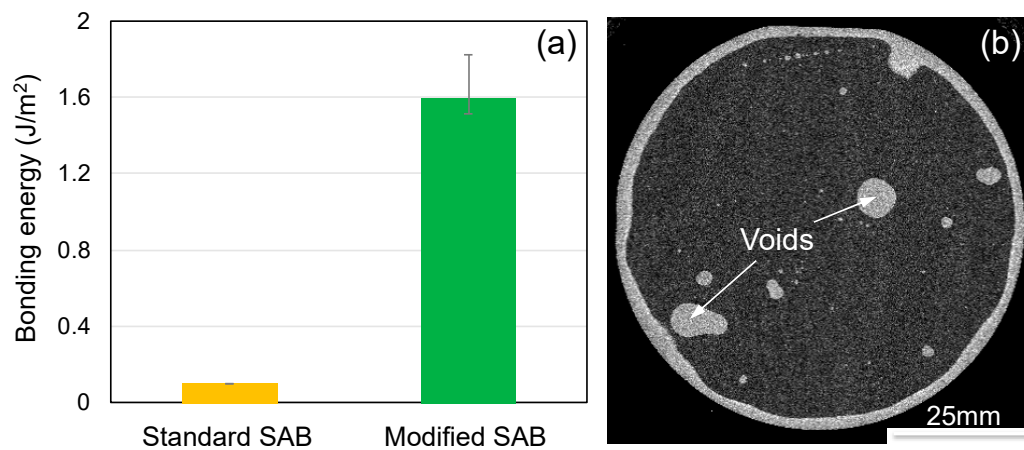 (a)
Bonding energy (J/m²)
2
1.6
1.2
0.8
0.4
0
Standard SAB
Modified SAB
(b)
Voids
25mm